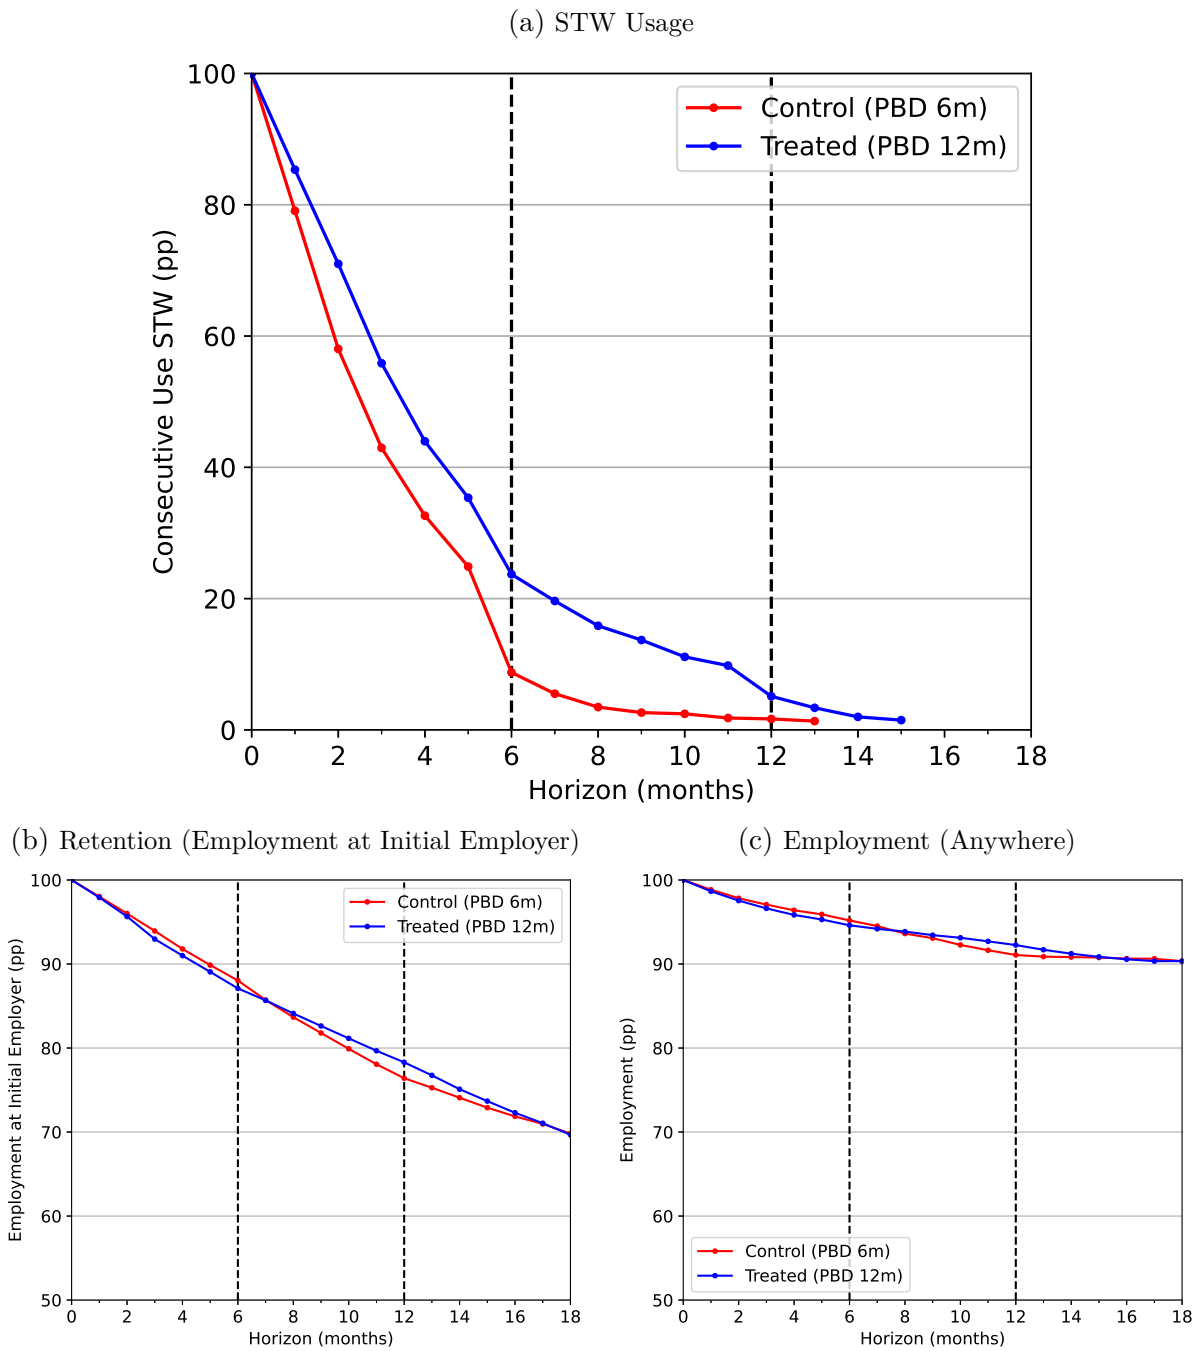 (a) STW Usage
100
80
60
40
20
0
Consecutive Use STW (pp)
Control (PBD 6m)
Treated (PBD 12m)
0 2 4 6 8 10 12 14 16 18
Horizon (months)
(b) Retention (Employment at Initial Employer)
100
90
80
70
60
50
Employment at Initial Employer (pp)
Control (PBD 6m)
Treated (PBD 12m)
0 2 4 6 8 10 12 14 16 18
Horizon (months)
(c) Employment (Anywhere)
100
90
80
70
60
50
Employment (pp)
Control (PBD 6m)
Treated (PBD 12m)
0 2 4 6 8 10 12 14 16 18
Horizon (months)